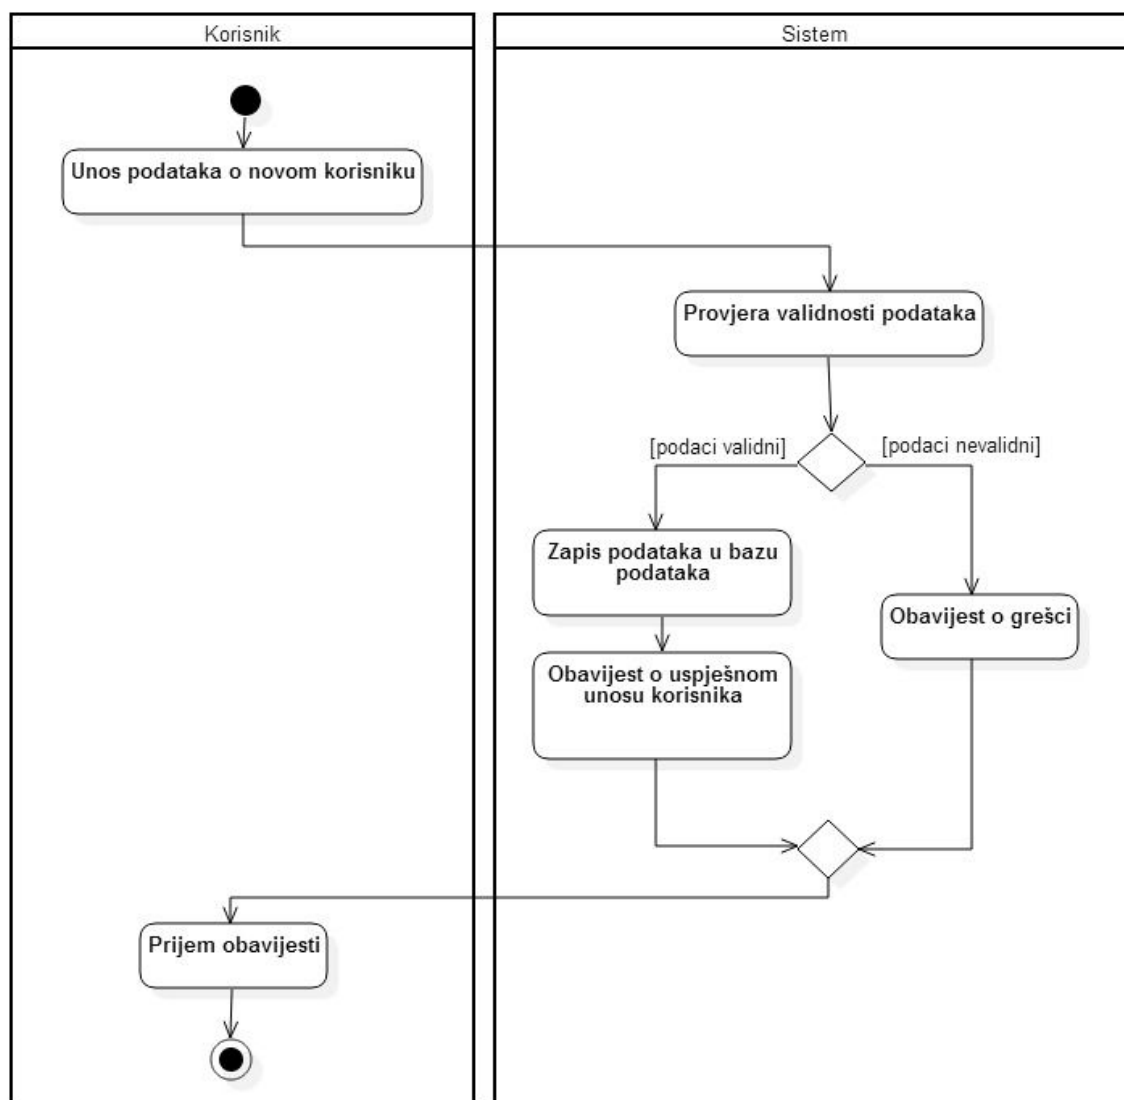 Korisnik
Sistem
Unos podataka o novom korisniku
Provjera validnosti podataka
[podaci validni]
[podaci nevalidni]
Zapis podataka u bazu
podataka
Obavijest o grešci
Obavijest o uspješnom
unosu korisnika
Prijem obavijesti